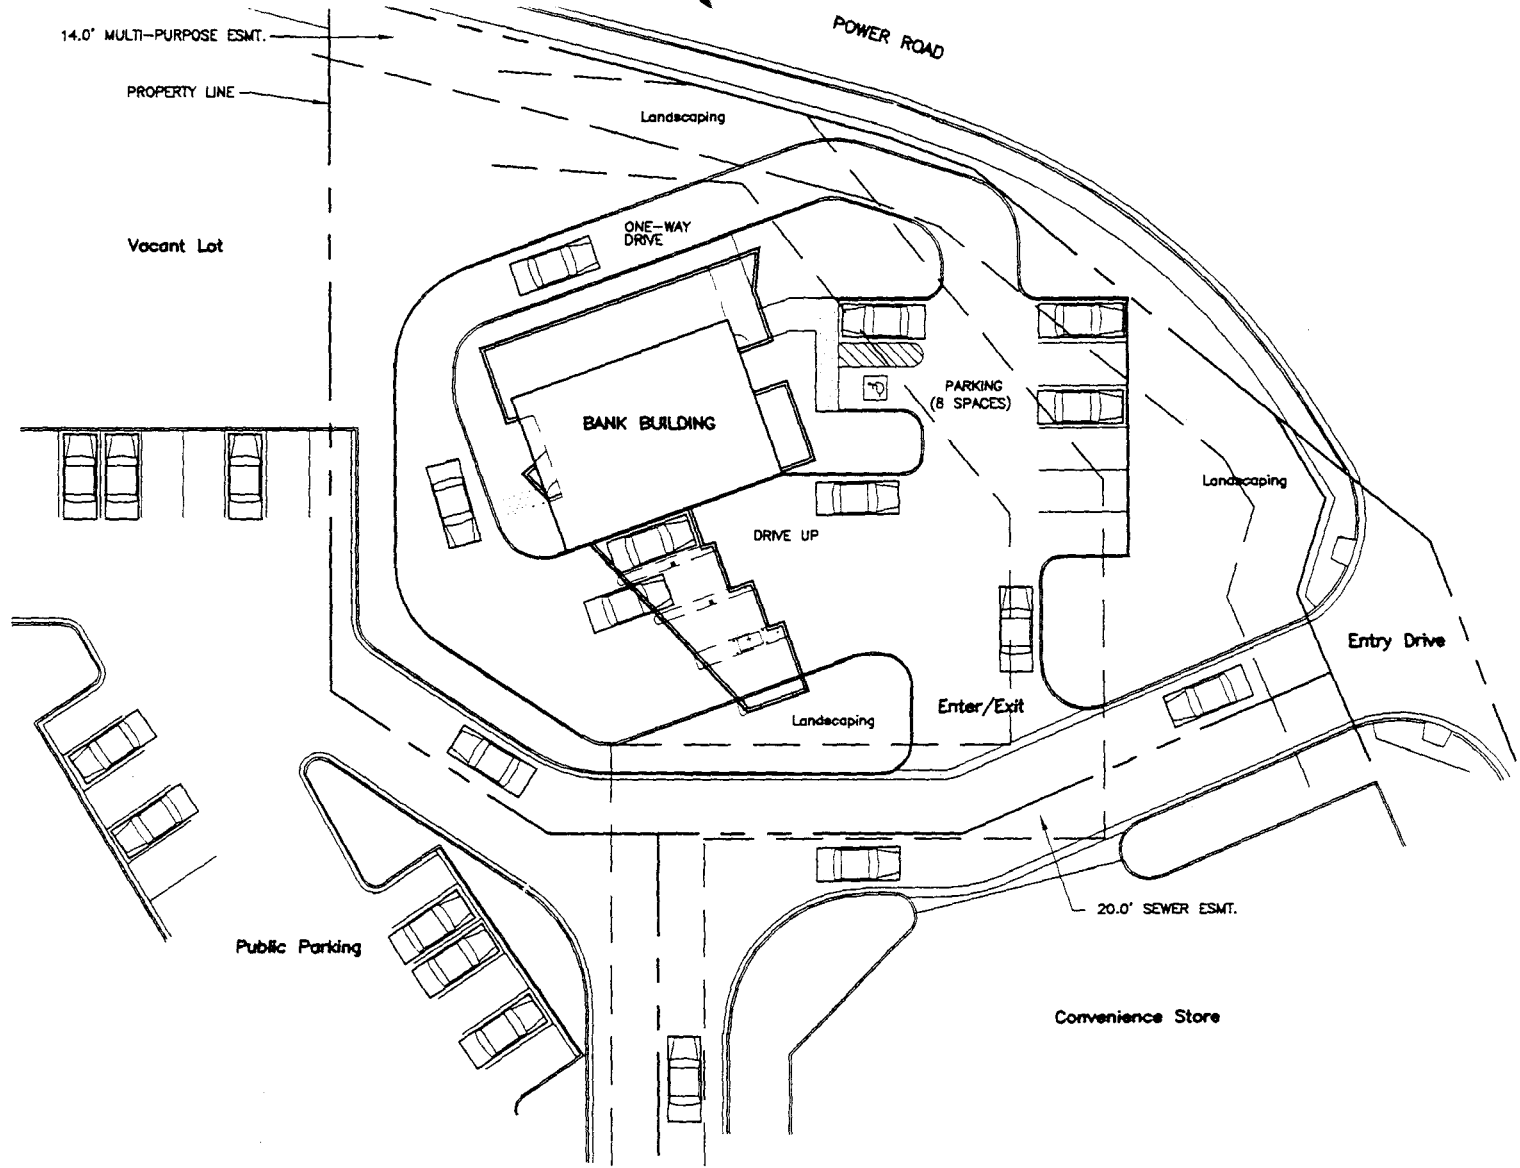 POWER ROAD
14.0' MULTI-PURPOSE ESMT.
PROPERTY LINE
Landscaping
Vacant Lot
ONE-WAY
DRIVE
PARKING
(8 SPACES)
BANK BUILDING
Landscaping
DRIVE UP
Entry Drive
Enter/Exit
Landscaping
20.0' SEWER ESMT.
Public Parking
Convenience Store